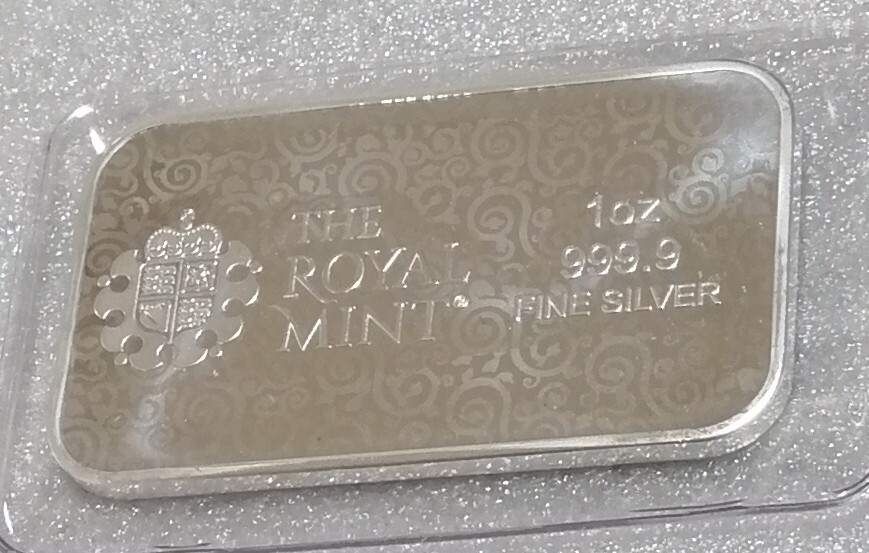 THE
ROYAL
MINT®
1oz
999.9
FINE SILVER